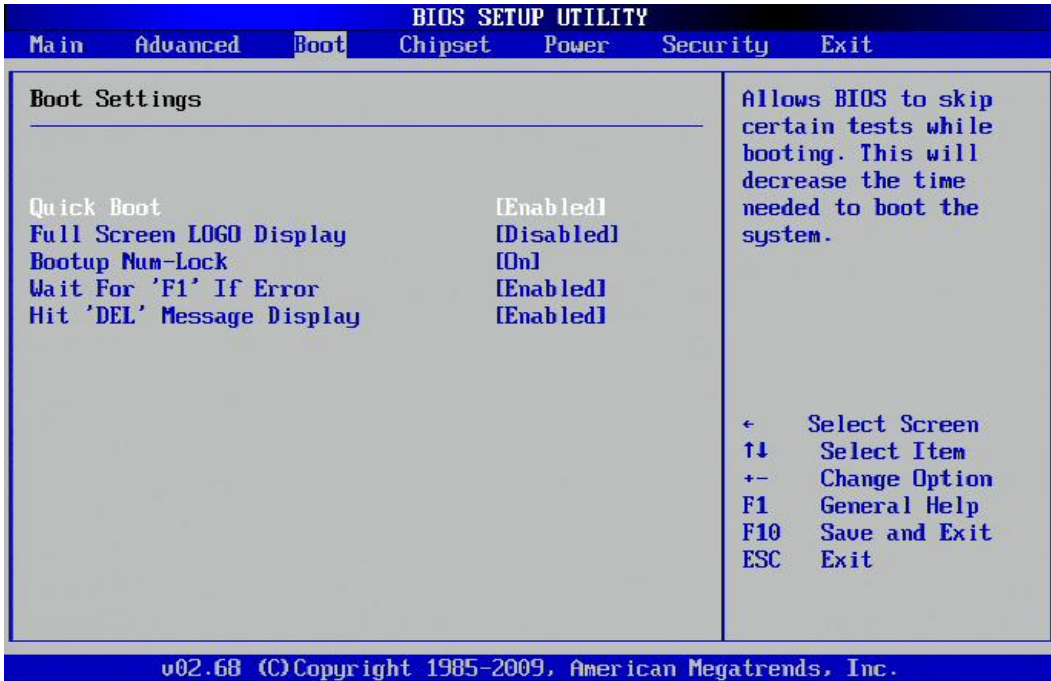 BIOS SETUP UTILITY
Main Advanced Boot Chipset Power Security Exit
Boot Settings
Quick Boot [Enabled]
Full Screen LOGO Display [Disabled]
Bootup Num-Lock [On]
Wait For 'F1' If Error [Enabled]
Hit 'DEL' Message Display [Enabled]
Allows BIOS to skip
certain tests while
booting. This will
decrease the time
needed to boot the
system.
← Select Screen
↑↓ Select Item
+- Change Option
F1 General Help
F10 Save and Exit
ESC Exit
v02.68 (C)Copyright 1985-2009, American Megatrends, Inc.